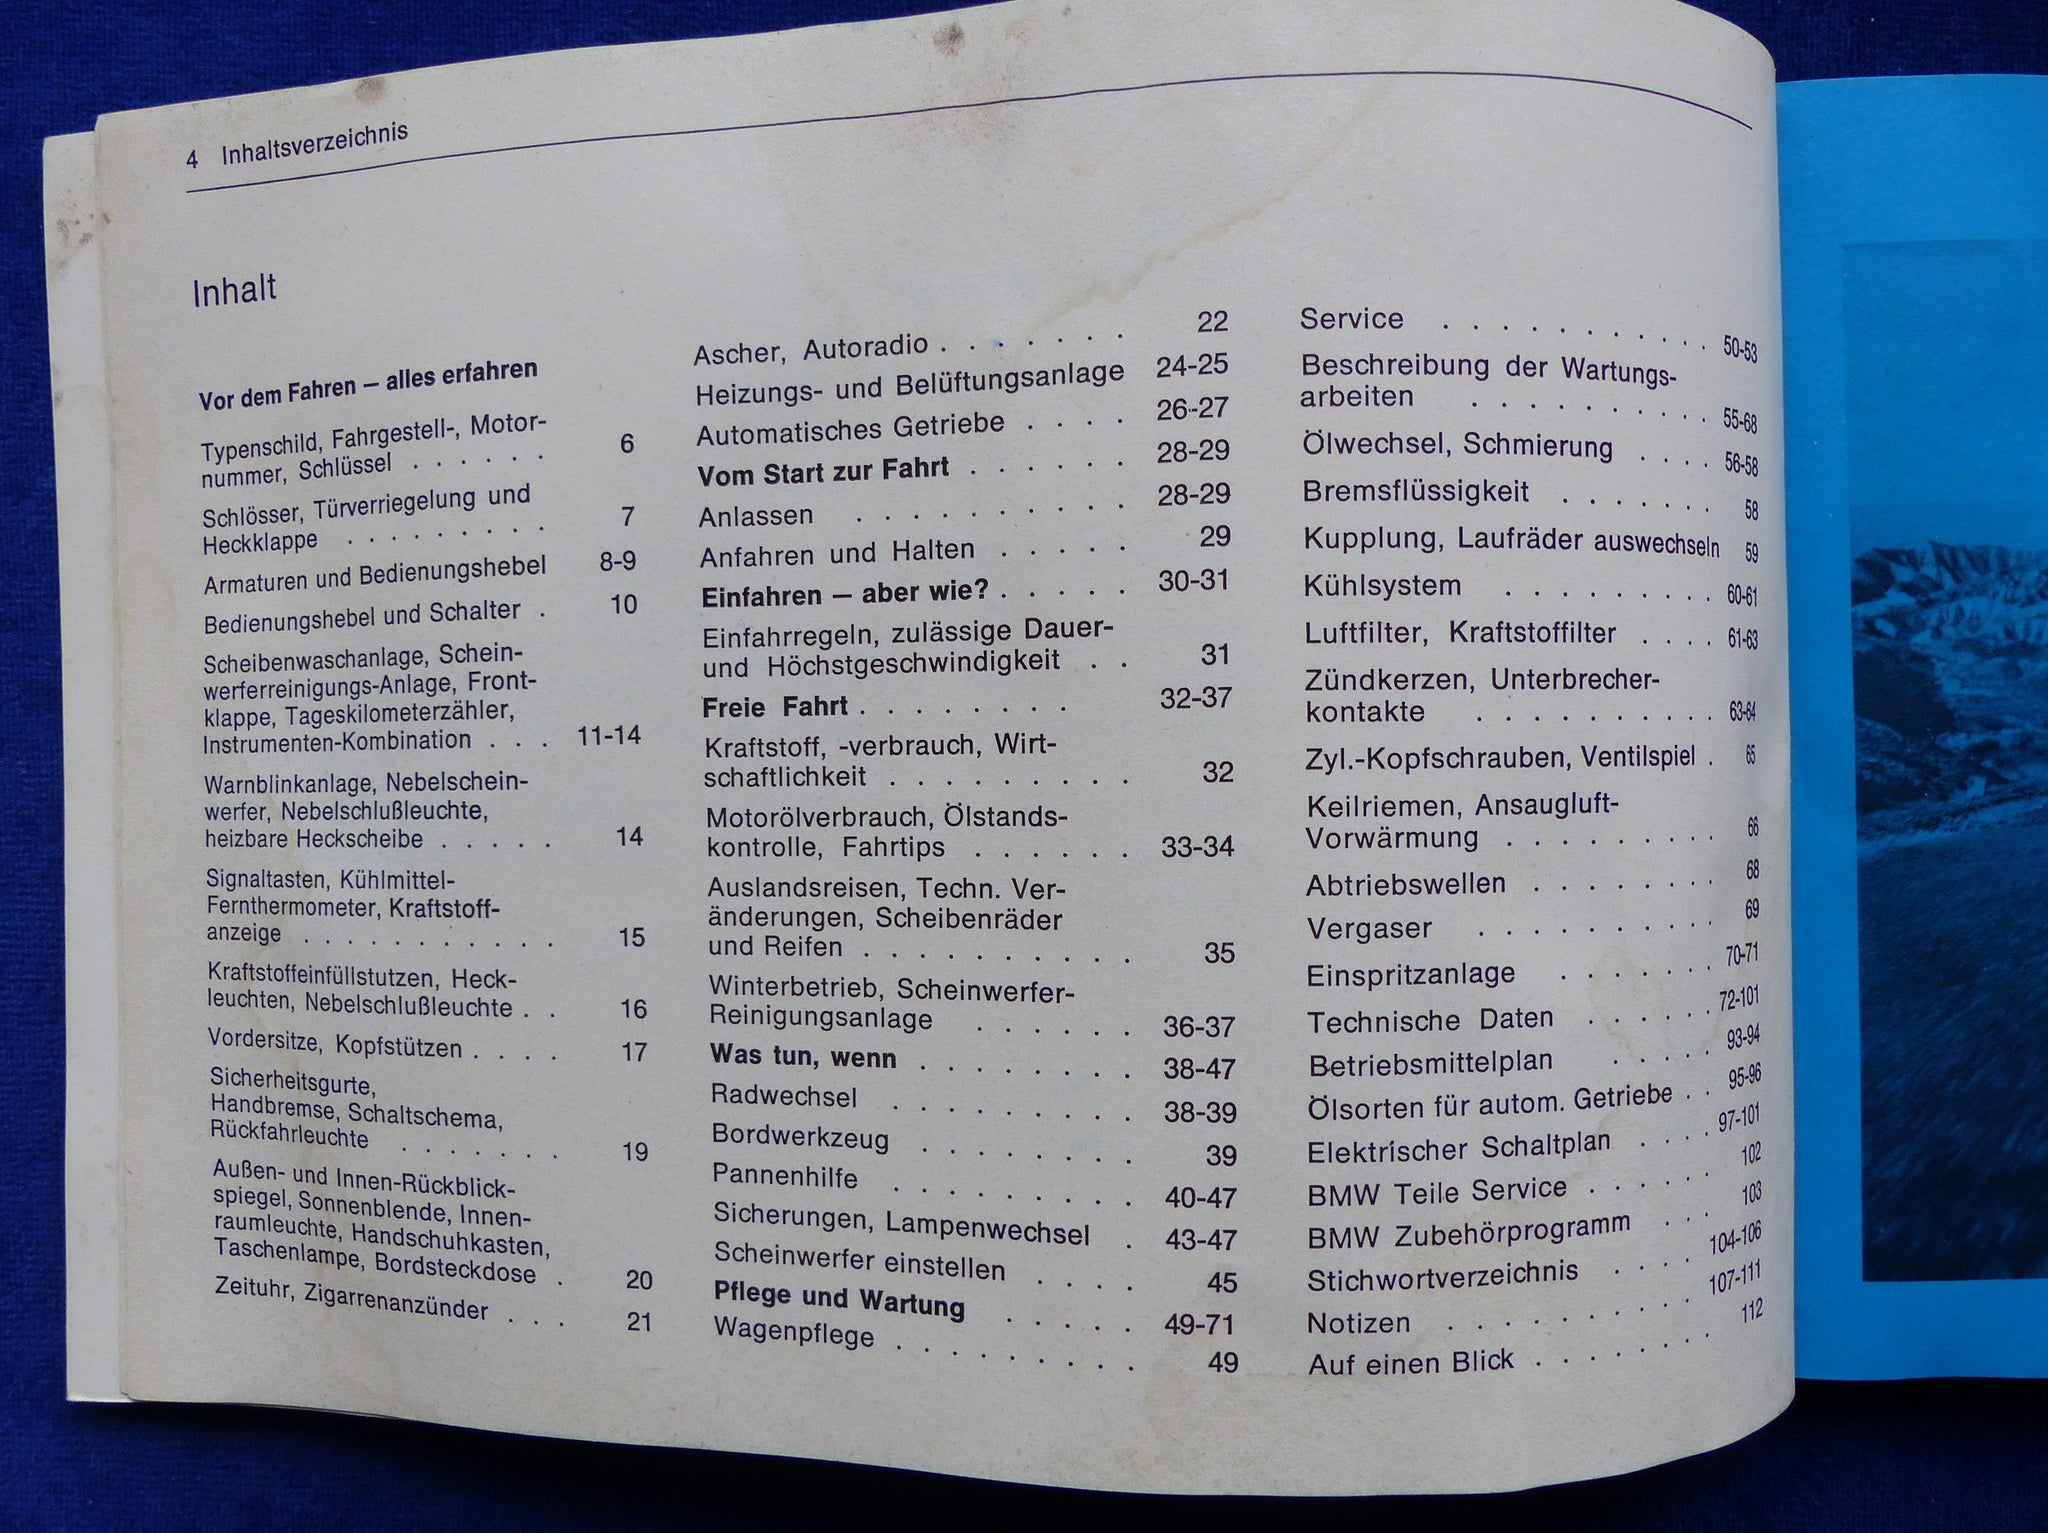 4 Inhaltsverzeichnis
Inhalt
Vor dem Fahren – alles erfahren
Typenschild, Fahrgestell-, Motor-
nummer, Schlüssel . . . . . . 6
Schlösser, Türverriegelung und
Heckklappe . . . . . . . . . 7
Armaturen und Bedienungshebel 8-9
Bedienungshebel und Schalter . 10
Scheibenwaschanlage, Schein-
werferreinigungs-Anlage, Front-
klappe, Tageskilometerzähler,
Instrumenten-Kombination . . . 11-14
Warnblinkanlage, Nebelschein-
werfer, Nebelschlußleuchte,
heizbare Heckscheibe . . . . . 14
Signaltasten, Kühlmittel-
Fernthermometer, Kraftstoff-
anzeige . . . . . . . . . . . 15
Kraftstoffeinfüllstutzen, Heck-
leuchten, Nebelschlußleuchte . . 16
Vordersitze, Kopfstützen . . . . 17
Sicherheitsgurte,
Handbremse, Schaltschema,
Rückfahrleuchte . . . . . . . 19
Außen- und Innen-Rückblick-
spiegel, Sonnenblende, Innen-
raumleuchte, Handschuhkasten,
Taschenlampe, Bordsteckdose . 20
Zeituhr, Zigarrenanzünder . . . 21
Ascher, Autoradio . . . . . . . 22
Heizungs- und Belüftungsanlage 24-25
Automatisches Getriebe . . . . 26-27
Vom Start zur Fahrt . . . . . . 28-29
Anlassen . . . . . . . . . . 28-29
Anfahren und Halten . . . . . 29
Einfahren – aber wie? . . . . . 30-31
Einfahrregeln, zulässige Dauer-
und Höchstgeschwindigkeit . . 31
Freie Fahrt . . . . . . . . 32-37
Kraftstoff, -verbrauch, Wirt-
schaftlichkeit . . . . . . . . . 32
Motorölverbrauch, Ölstands-
kontrolle, Fahrtips . . . . . . 33-34
Auslandsreisen, Techn. Ver-
änderungen, Scheibenräder
und Reifen . . . . . . . . . . 35
Winterbetrieb, Scheinwerfer-
Reinigungsanlage . . . . . . 36-37
Was tun, wenn . . . . . . . . 38-47
Radwechsel . . . . . . . . . 38-39
Bordwerkzeug . . . . . . . . 39
Pannenhilfe . . . . . . . . . 40-47
Sicherungen, Lampenwechsel . 43-47
Scheinwerfer einstellen . . . . 45
Pflege und Wartung . . . . . 49-71
Wagenpflege . . . . . . . . . 49
Service . . . . . . . . . . 50-53
Beschreibung der Wartungs-
arbeiten . . . . . . . . . 55-68
Ölwechsel, Schmierung . . . . 56-58
Bremsflüssigkeit . . . . . . 58
Kupplung, Laufräder auswechseln 59
Kühlsystem . . . . . . . . 60-61
Luftfilter, Kraftstoffilter . . . . 61-63
Zündkerzen, Unterbrecher-
kontakte . . . . . . . . . 63-64
Zyl.-Kopfschrauben, Ventilspiel . 65
Keilriemen, Ansaugluft-
Vorwärmung . . . . . . . . 66
Abtriebswellen . . . . . . . 68
Vergaser . . . . . . . . . 69
Einspritzanlage . . . . . . 70-71
Technische Daten . . . . . . 72-101
Betriebsmittelplan . . . . . 93-94
Ölsorten für autom. Getriebe . . 95-96
Elektrischer Schaltplan . . . . 97-101
BMW Teile Service . . . . . . 102
BMW Zubehörprogramm . . . 103
Stichwortverzeichnis . . . . . 104-106
Notizen . . . . . . . . . . 107-111
Auf einen Blick . . . . . . . 112